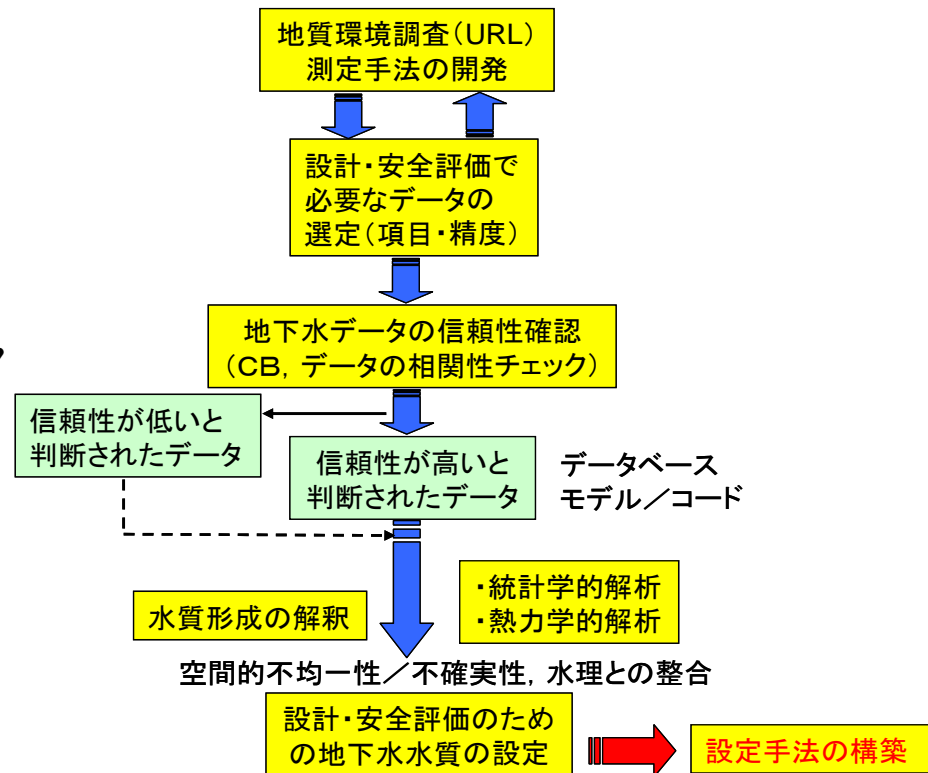 地質環境調査(URL)
測定手法の開発
設計・安全評価で
必要なデータの
選定(項目・精度)
地下水データの信頼性確認
(CB, データの相関性チェック)
信頼性が低いと
判断されたデータ
信頼性が高いと
判断されたデータ
データベース
モデル/コード
水質形成の解釈
・統計学的解析
・熱力学的解析
空間的不均一性/不確実性, 水理との整合
設計・安全評価のため
の地下水水質の設定
設定手法の構築